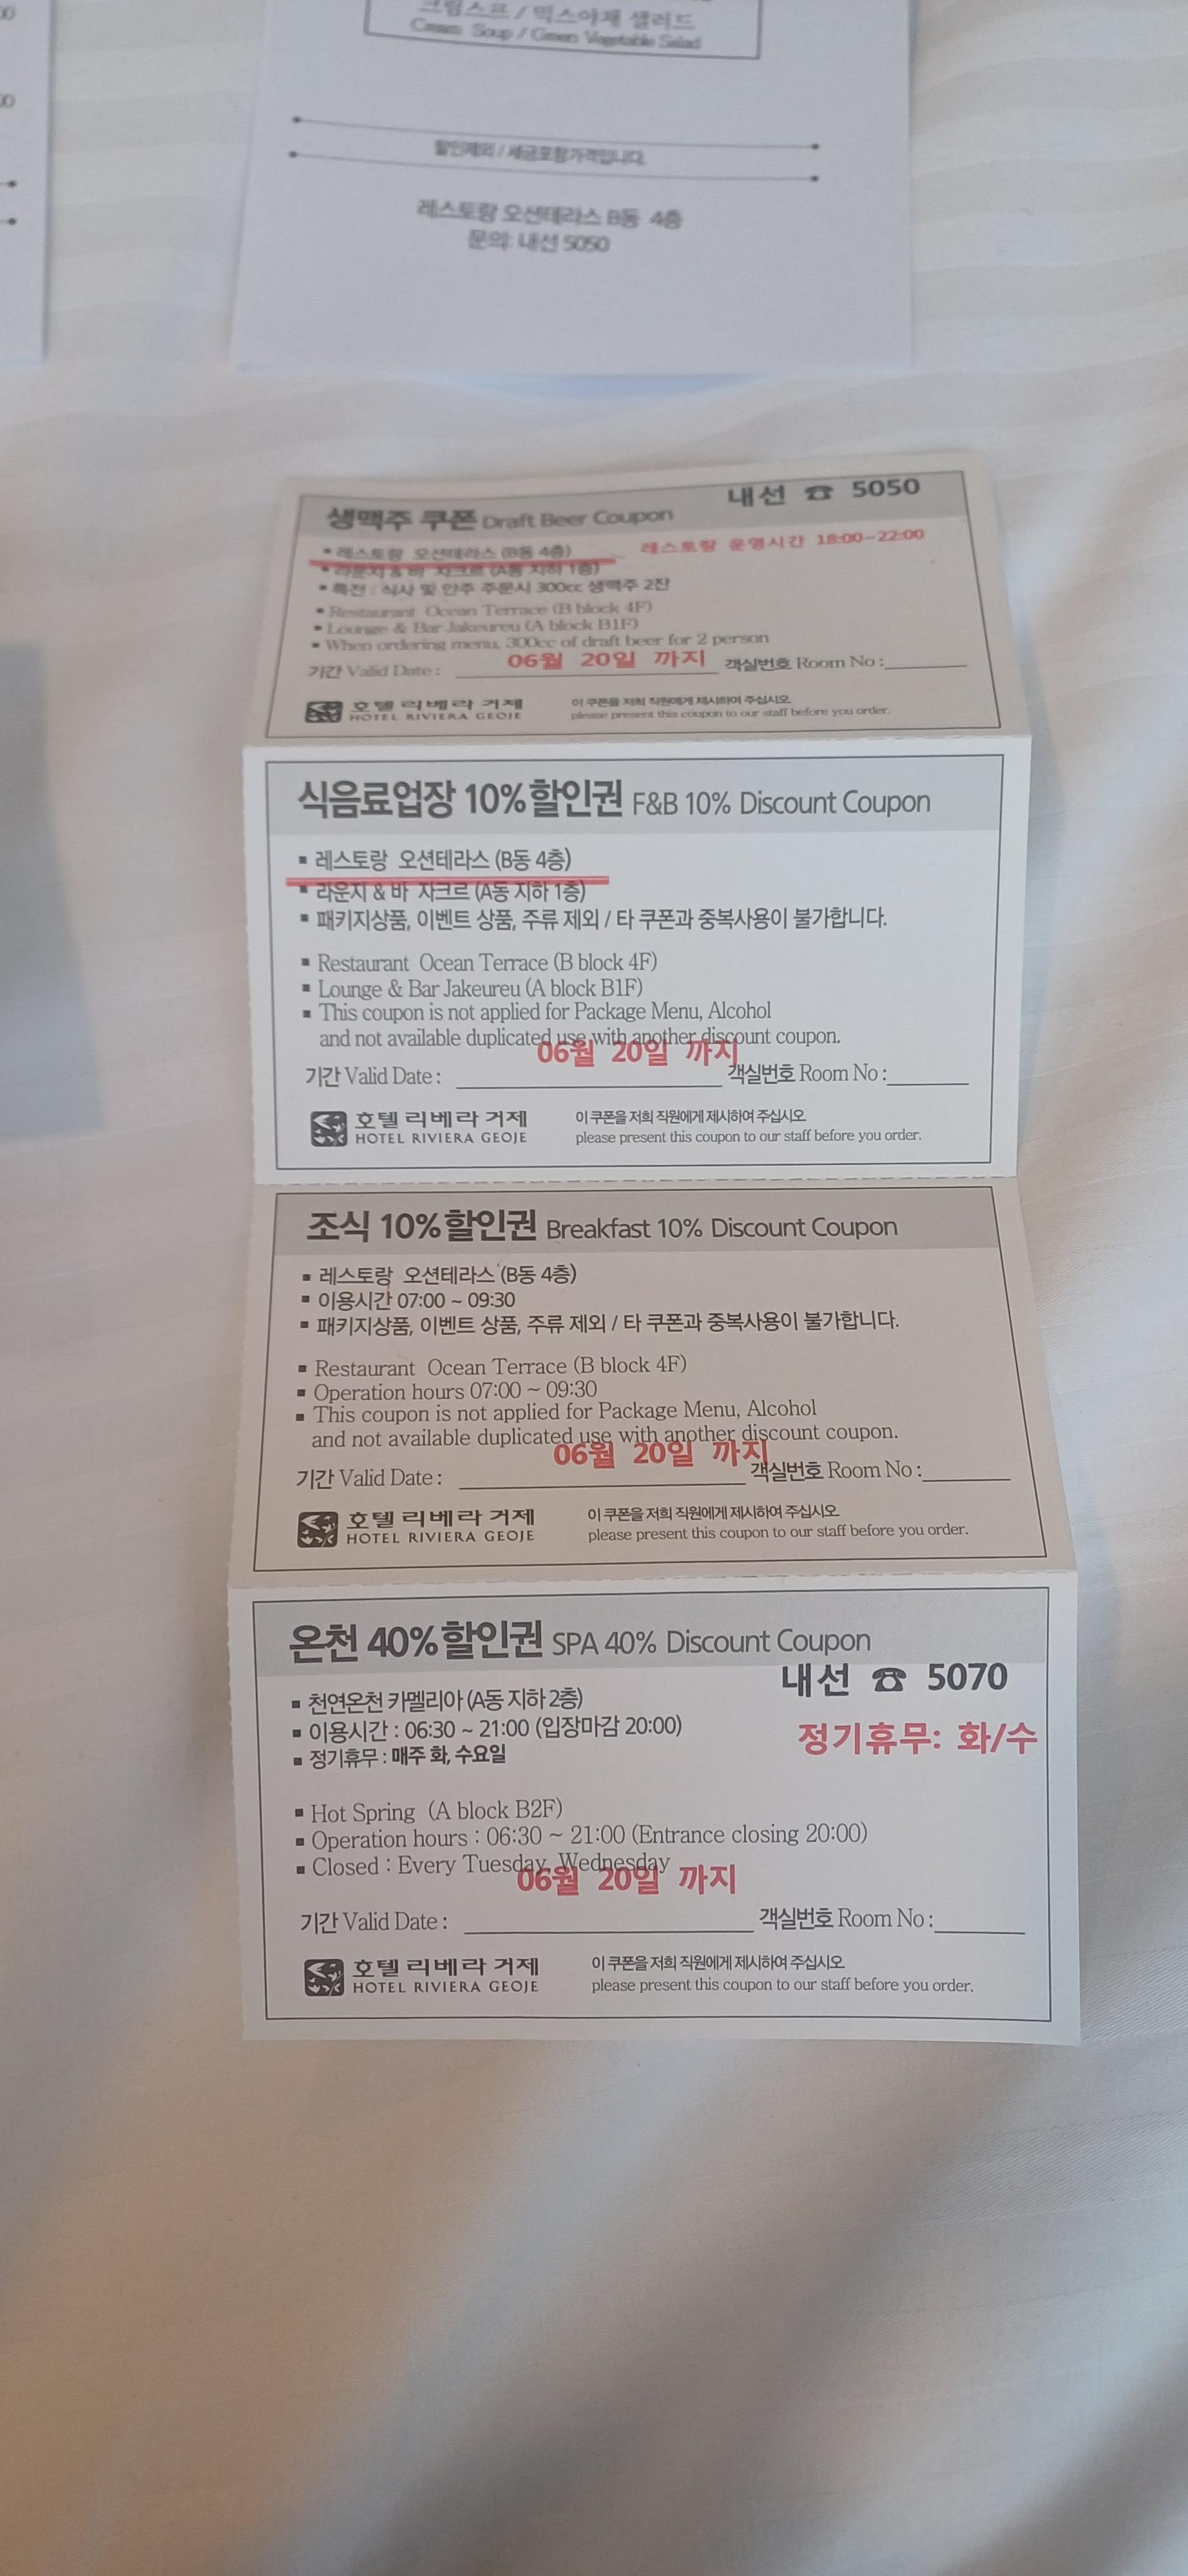 크림스프 / 믹스야채 샐러드
Cream Soup / Green Vegetable Salad
할인제외 / 세금포함가격입니다.
레스토랑 오션테라스 B동 4층
문의: 내선 5050
생맥주 쿠폰 Draft Beer Coupon
내선 ☎ 5050
▪ 레스토랑 오션테라스 (B동 4층)
레스토랑 운영시간 18:00~22:00
▪ 라운지 & 바 자크르 (A동 지하 1층)
▪ 특전 : 식사 및 안주 주문시 300cc 생맥주 2잔
▪ Restaurant Ocean Terrace (B block 4F)
▪ Lounge & Bar Jakeureu (A block B1F)
▪ When ordering menu, 300cc of draft beer for 2 person
기간 Valid Date : 06월 20일 까지 객실번호 Room No :
호텔 리베라 거제
HOTEL RIVIERA GEOJE
이 쿠폰을 저희 직원에게 제시하여 주십시오.
please present this coupon to our staff before you order.
식음료업장 10% 할인권 F&B 10% Discount Coupon
▪ 레스토랑 오션테라스 (B동 4층)
▪ 라운지 & 바 자크르 (A동 지하 1층)
▪ 패키지상품, 이벤트 상품, 주류 제외 / 타 쿠폰과 중복사용이 불가합니다.
▪ Restaurant Ocean Terrace (B block 4F)
▪ Lounge & Bar Jakeureu (A block B1F)
▪ This coupon is not applied for Package Menu, Alcohol
and not available duplicated use with another discount coupon.
06월 20일 까지
기간 Valid Date : 객실번호 Room No :
호텔 리베라 거제
HOTEL RIVIERA GEOJE
이 쿠폰을 저희 직원에게 제시하여 주십시오.
please present this coupon to our staff before you order.
조식 10% 할인권 Breakfast 10% Discount Coupon
▪ 레스토랑 오션테라스 (B동 4층)
▪ 이용시간 07:00 ~ 09:30
▪ 패키지상품, 이벤트 상품, 주류 제외 / 타 쿠폰과 중복사용이 불가합니다.
▪ Restaurant Ocean Terrace (B block 4F)
▪ Operation hours 07:00 ~ 09:30
▪ This coupon is not applied for Package Menu, Alcohol
and not available duplicated use with another discount coupon.
06월 20일 까지
기간 Valid Date : 객실번호 Room No :
호텔 리베라 거제
HOTEL RIVIERA GEOJE
이 쿠폰을 저희 직원에게 제시하여 주십시오.
please present this coupon to our staff before you order.
온천 40% 할인권 SPA 40% Discount Coupon
내선 ☎ 5070
▪ 천연온천 카멜리아 (A동 지하 2층)
▪ 이용시간 : 06:30 ~ 21:00 (입장마감 20:00)
정기휴무: 화/수
▪ 정기휴무 : 매주 화, 수요일
▪ Hot Spring (A block B2F)
▪ Operation hours : 06:30 ~ 21:00 (Entrance closing 20:00)
▪ Closed : Every Tuesday, Wednesday
06월 20일 까지
기간 Valid Date : 객실번호 Room No :
호텔 리베라 거제
HOTEL RIVIERA GEOJE
이 쿠폰을 저희 직원에게 제시하여 주십시오.
please present this coupon to our staff before you order.